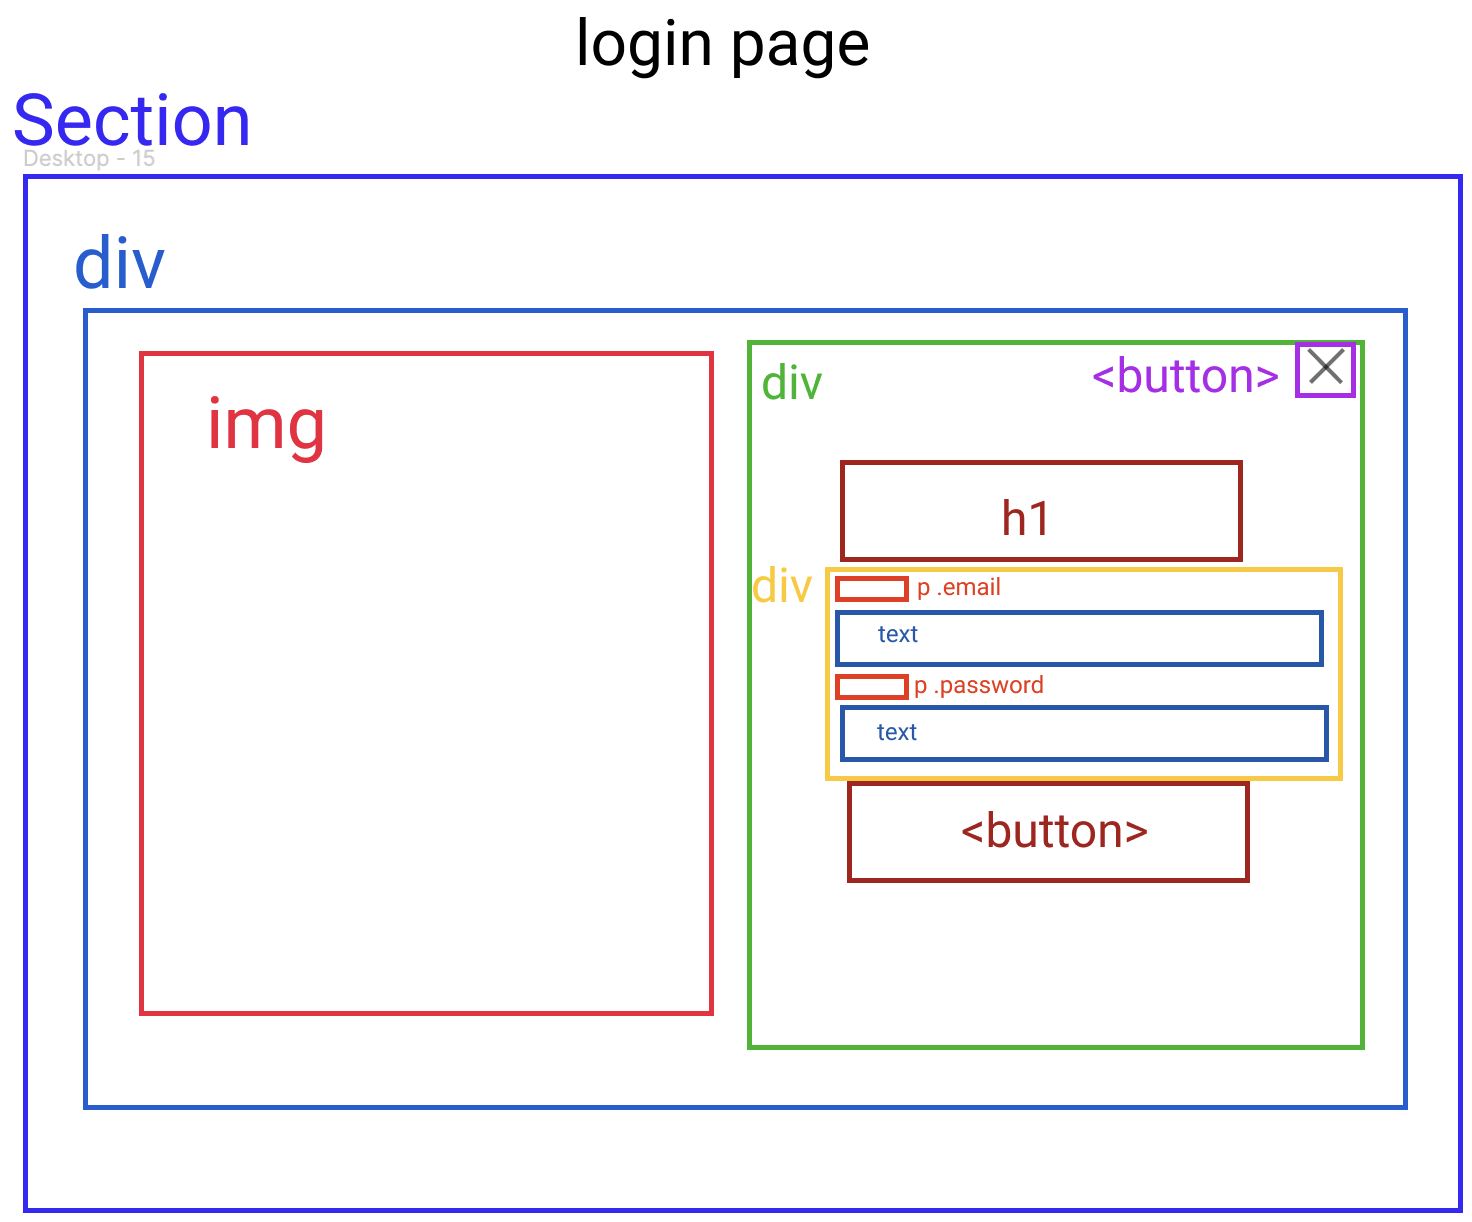 login page
Section
Desktop - 15
div
img
div
<button>
h1
div
p .email
text
p .password
text
<button>